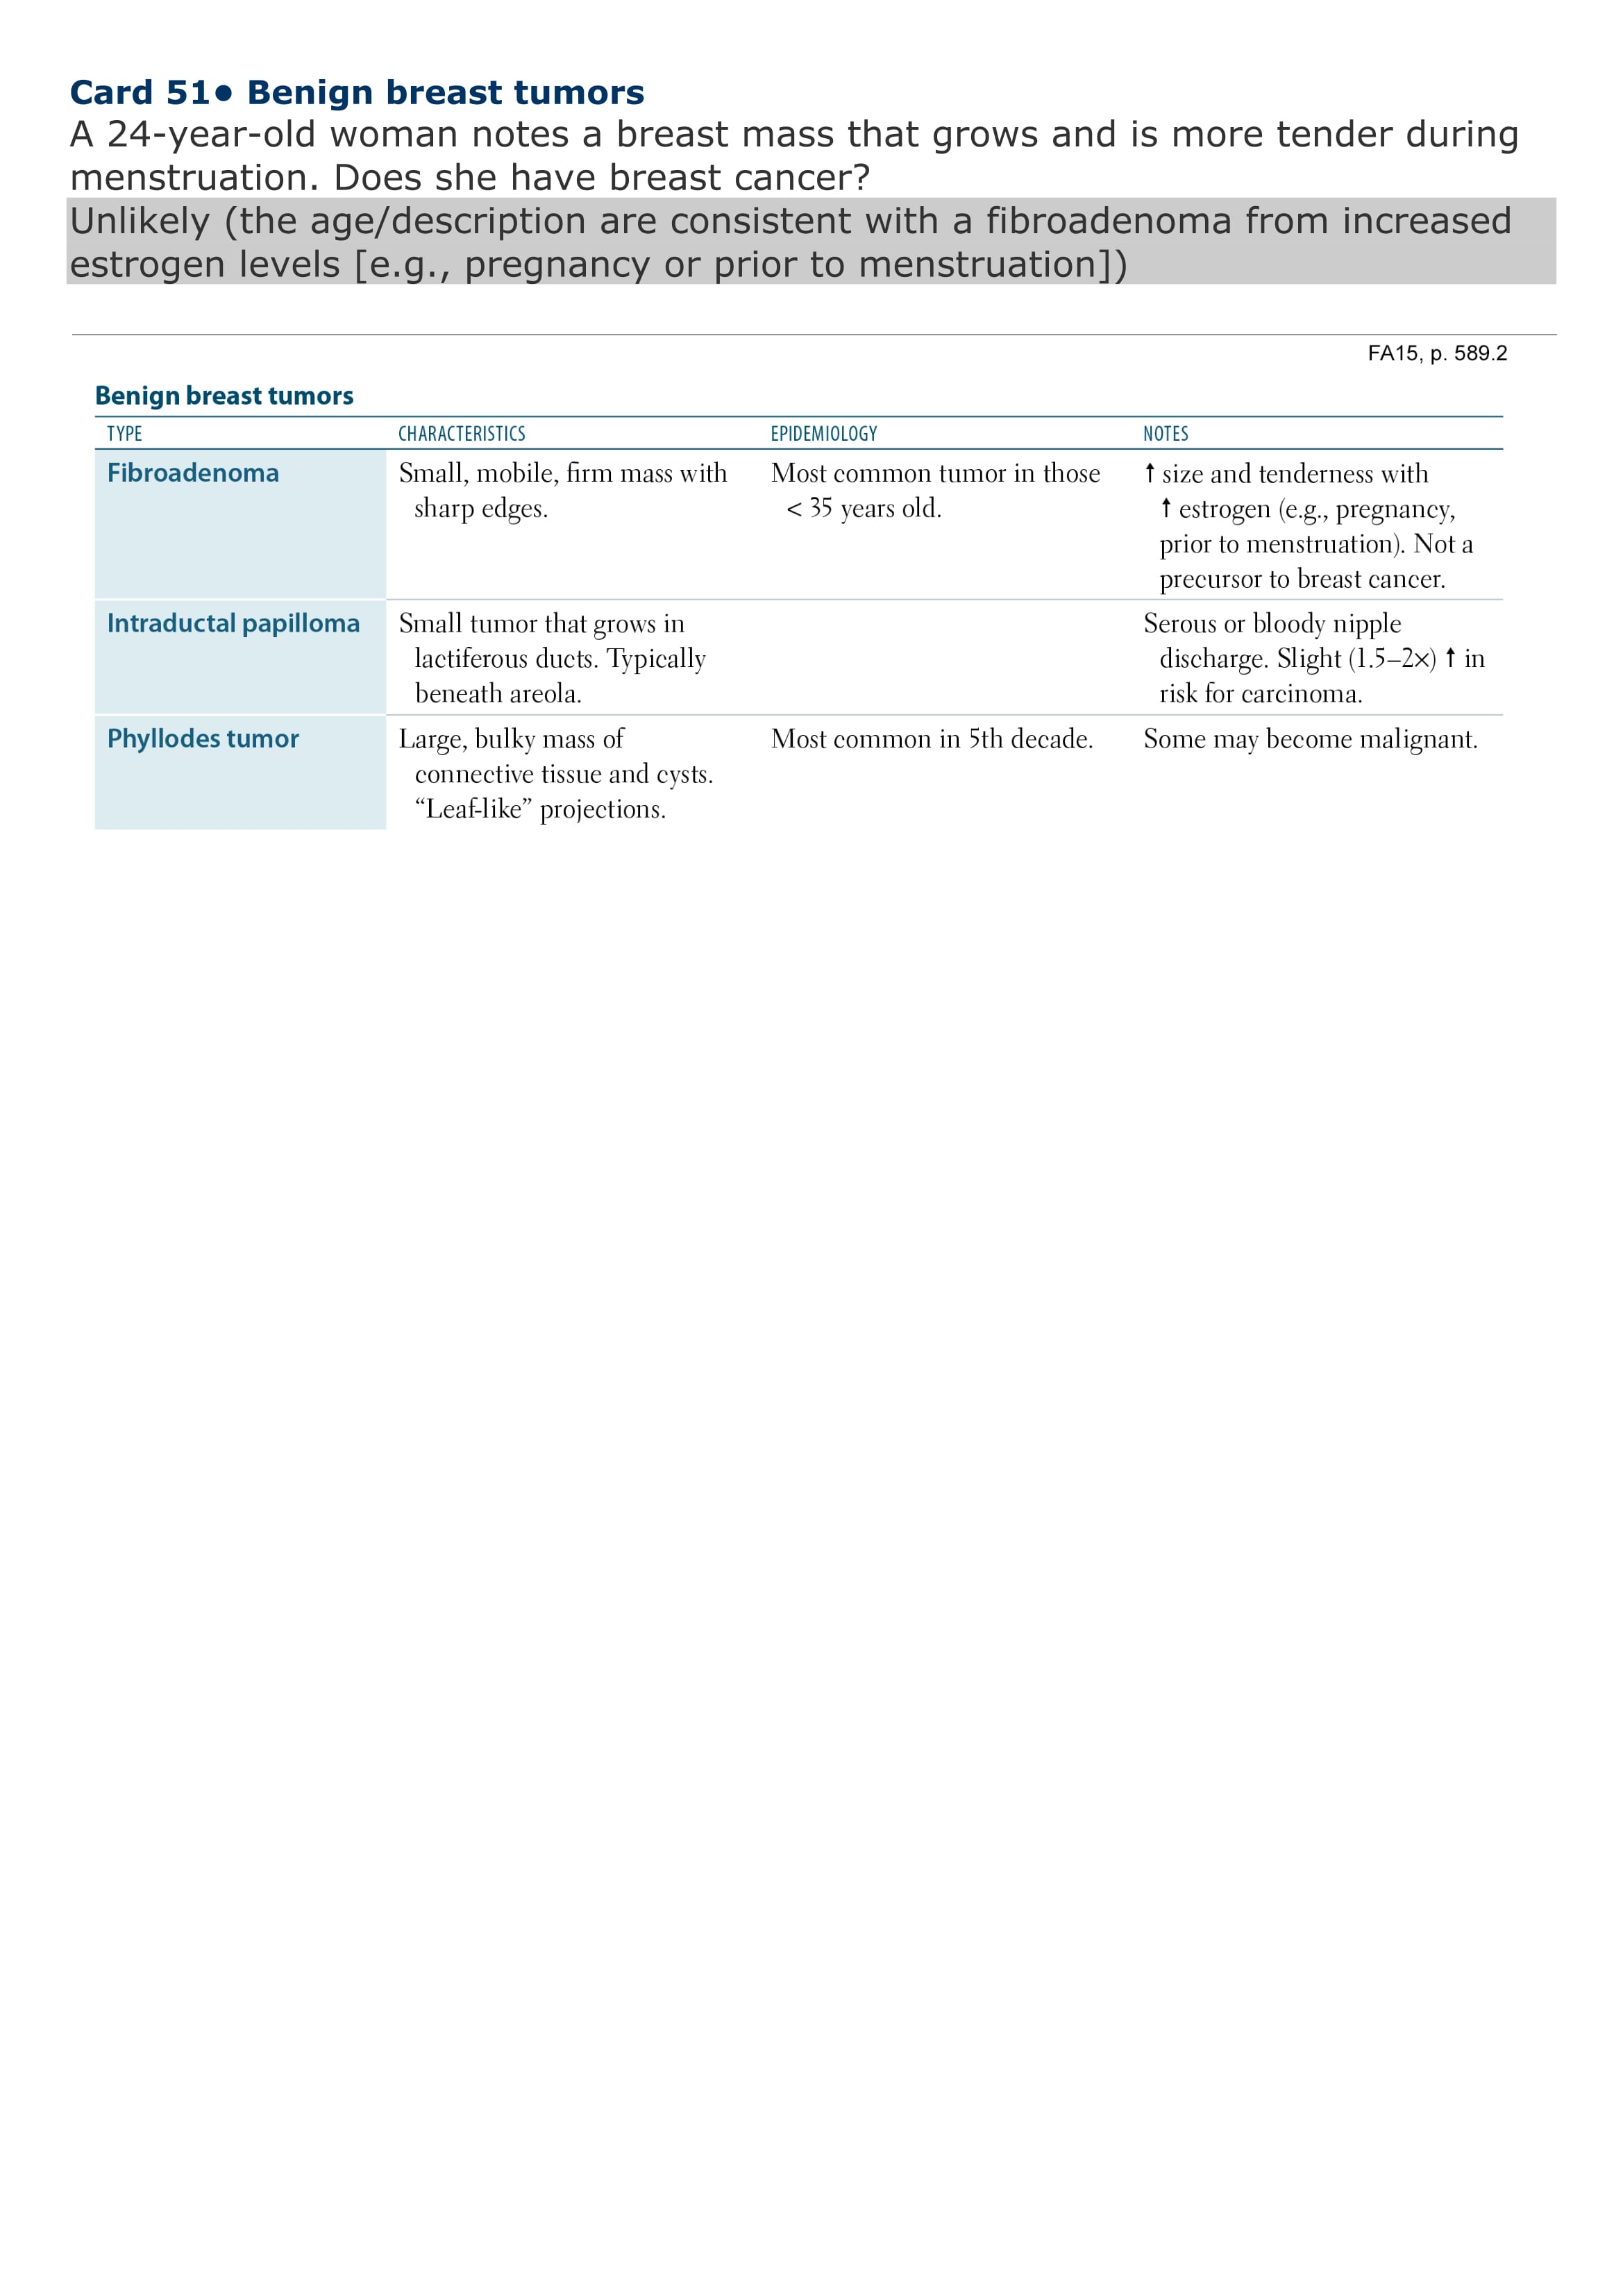 Card 51● Benign breast tumors
A 24-year-old woman notes a breast mass that grows and is more tender during
menstruation. Does she have breast cancer?
Unlikely (the age/description are consistent with a fibroadenoma from increased
estrogen levels [e.g., pregnancy or prior to menstruation])
FA15, p. 589.2
Benign breast tumors
TYPE CHARACTERISTICS EPIDEMIOLOGY NOTES
Fibroadenoma Small, mobile, firm mass with Most common tumor in those ↑ size and tenderness with
sharp edges. < 35 years old. ↑ estrogen (e.g., pregnancy,
prior to menstruation). Not a
precursor to breast cancer.
Intraductal papilloma Small tumor that grows in Serous or bloody nipple
lactiferous ducts. Typically discharge. Slight (1.5–2×) ↑ in
beneath areola. risk for carcinoma.
Phyllodes tumor Large, bulky mass of Most common in 5th decade. Some may become malignant.
connective tissue and cysts.
“Leaf-like” projections.